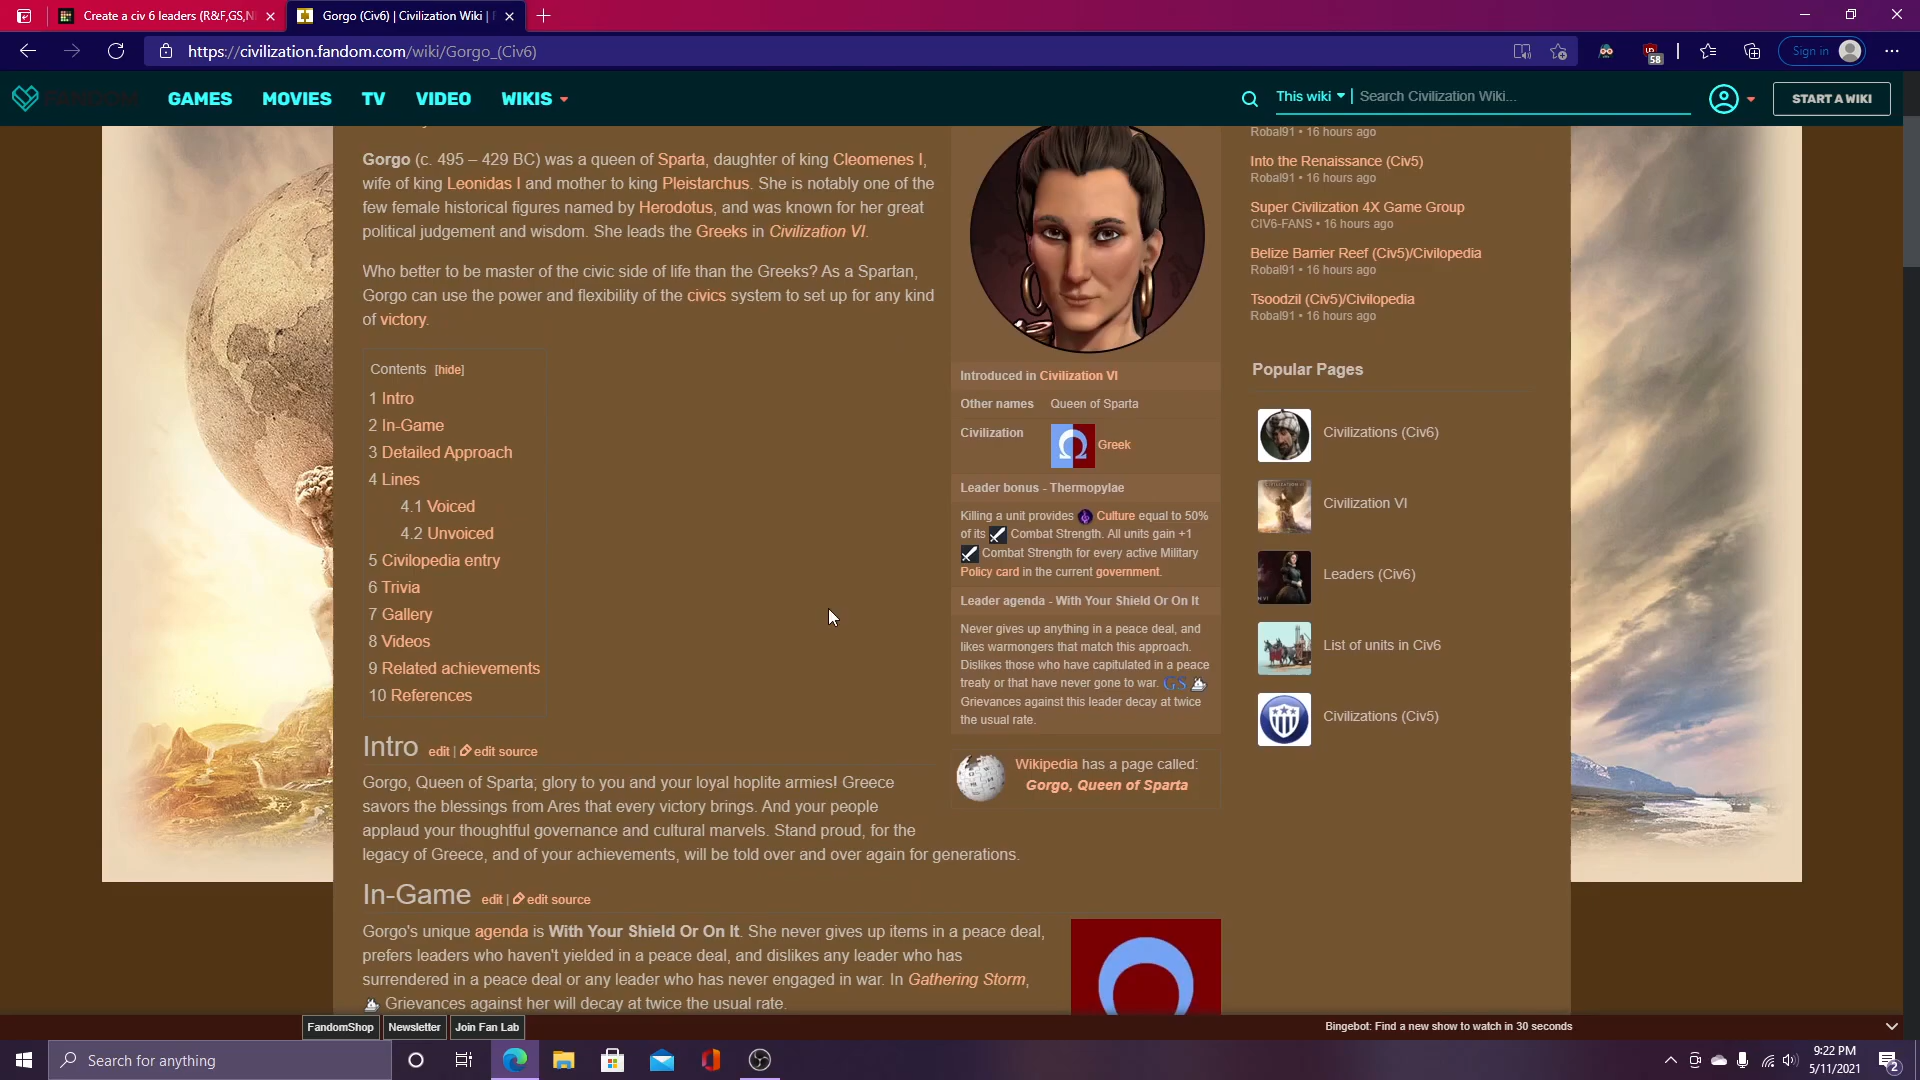 Create a civ 6 leaders (R&F,GS,N
Gorgo (Civ6) | Civilization Wiki |
https://civilization.fandom.com/wiki/Gorgo_(Civ6)
58
Sign in
GAMES MOVIES TV VIDEO WIKIS
This wiki
Search Civilization Wiki...
START A WIKI
Gorgo (c. 495 – 429 BC) was a queen of Sparta, daughter of king Cleomenes I,
wife of king Leonidas I and mother to king Pleistarchus. She is notably one of the
few female historical figures named by Herodotus, and was known for her great
political judgement and wisdom. She leads the Greeks in Civilization VI.
Who better to be master of the civic side of life than the Greeks? As a Spartan,
Gorgo can use the power and flexibility of the civics system to set up for any kind
of victory.
Contents [hide]
1 Intro
2 In-Game
3 Detailed Approach
4 Lines
4.1 Voiced
4.2 Unvoiced
5 Civilopedia entry
6 Trivia
7 Gallery
8 Videos
9 Related achievements
10 References
Intro edit | edit source
Gorgo, Queen of Sparta; glory to you and your loyal hoplite armies! Greece
savors the blessings from Ares that every victory brings. And your people
applaud your thoughtful governance and cultural marvels. Stand proud, for the
legacy of Greece, and of your achievements, will be told over and over again for generations.
In-Game edit | edit source
Gorgo's unique agenda is With Your Shield Or On It. She never gives up items in a peace deal,
prefers leaders who haven't yielded in a peace deal, and dislikes any leader who has
surrendered in a peace deal or any leader who has never engaged in war. In Gathering Storm,
Grievances against her will decay at twice the usual rate.
Introduced in Civilization VI
Other names Queen of Sparta
Civilization Greek
Leader bonus - Thermopylae
Killing a unit provides Culture equal to 50%
of its Combat Strength. All units gain +1
Combat Strength for every active Military
Policy card in the current government.
Leader agenda - With Your Shield Or On It
Never gives up anything in a peace deal, and
likes warmongers that match this approach.
Dislikes those who have capitulated in a peace
treaty or that have never gone to war. GS
Grievances against this leader decay at twice
the usual rate.
Wikipedia has a page called:
Gorgo, Queen of Sparta
Robal91 • 16 hours ago
Into the Renaissance (Civ5)
Robal91 • 16 hours ago
Super Civilization 4X Game Group
CIV6-FANS • 16 hours ago
Belize Barrier Reef (Civ5)/Civilopedia
Robal91 • 16 hours ago
Tsoodzil (Civ5)/Civilopedia
Robal91 • 16 hours ago
Popular Pages
Civilizations (Civ6)
Civilization VI
Leaders (Civ6)
List of units in Civ6
Civilizations (Civ5)
FandomShop Newsletter Join Fan Lab
Bingebot: Find a new show to watch in 30 seconds
Search for anything
9:22 PM
5/11/2021
2